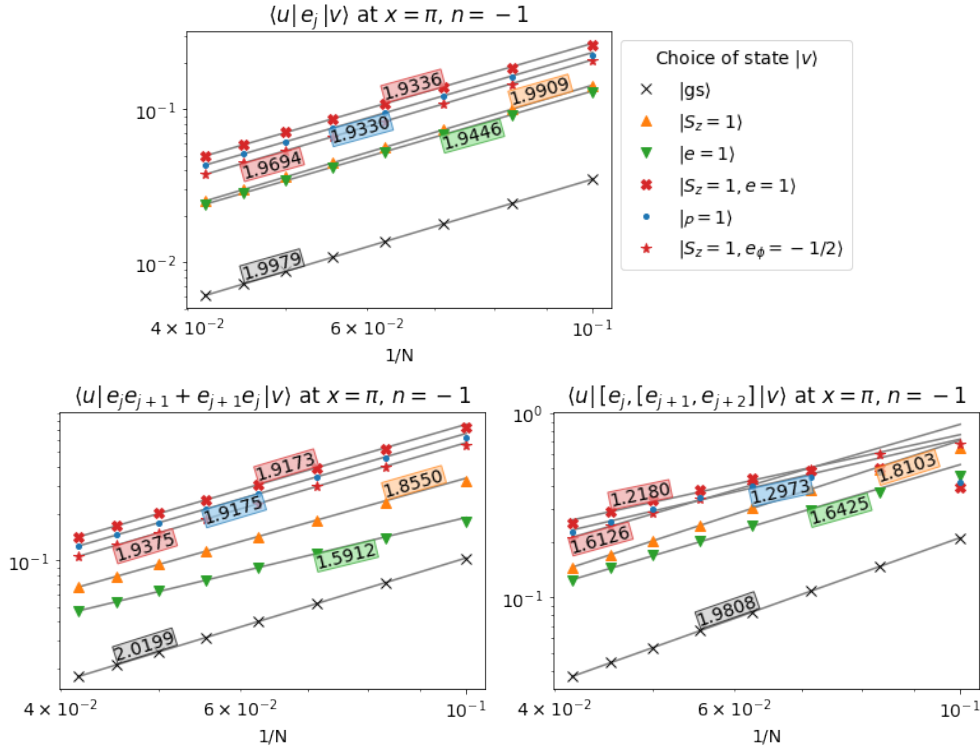 ⟨u| e_j |v⟩ at x = π, n = −1
10^{-1}
10^{-2}
1.9336
1.9330
1.9694
1.9909
1.9446
1.9979
4 × 10^{-2}
6 × 10^{-2}
10^{-1}
1/N
Choice of state |v⟩
|gs⟩
|S_z = 1⟩
|e = 1⟩
|S_z = 1, e = 1⟩
|_P = 1⟩
|S_z = 1, e_ϕ = − 1/2⟩
⟨u| e_j e_{j+1} + e_{j+1} e_j |v⟩ at x = π, n = −1
10^{-1}
1.9173
1.9175
1.9375
1.8550
1.5912
2.0199
4 × 10^{-2}
6 × 10^{-2}
10^{-1}
1/N
⟨u| [e_j, [e_{j+1}, e_{j+2}] |v⟩ at x = π, n = −1
10^0
10^{-1}
1.2180
1.2973
1.6126
1.8103
1.6425
1.9808
4 × 10^{-2}
6 × 10^{-2}
10^{-1}
1/N